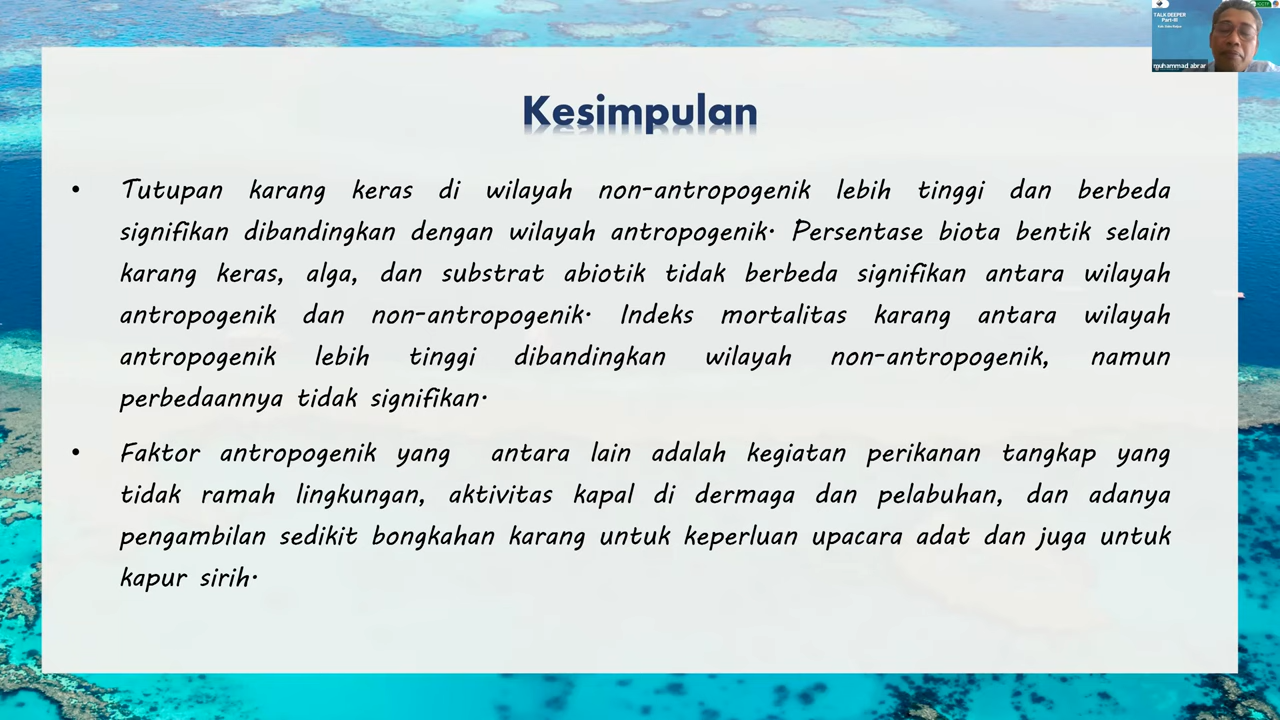 TALK DEEPER
Part-III
muhammad abrar
Kesimpulan
• Tutupan karang keras di wilayah non-antropogenik lebih tinggi dan berbeda
signifikan dibandingkan dengan wilayah antropogenik. Persentase biota bentik selain
karang keras, alga, dan substrat abiotik tidak berbeda signifikan antara wilayah
antropogenik dan non-antropogenik. Indeks mortalitas karang antara wilayah
antropogenik lebih tinggi dibandingkan wilayah non-antropogenik, namun
perbedaannya tidak signifikan.
• Faktor antropogenik yang antara lain adalah kegiatan perikanan tangkap yang
tidak ramah lingkungan, aktivitas kapal di dermaga dan pelabuhan, dan adanya
pengambilan sedikit bongkahan karang untuk keperluan upacara adat dan juga untuk
kapur sirih.